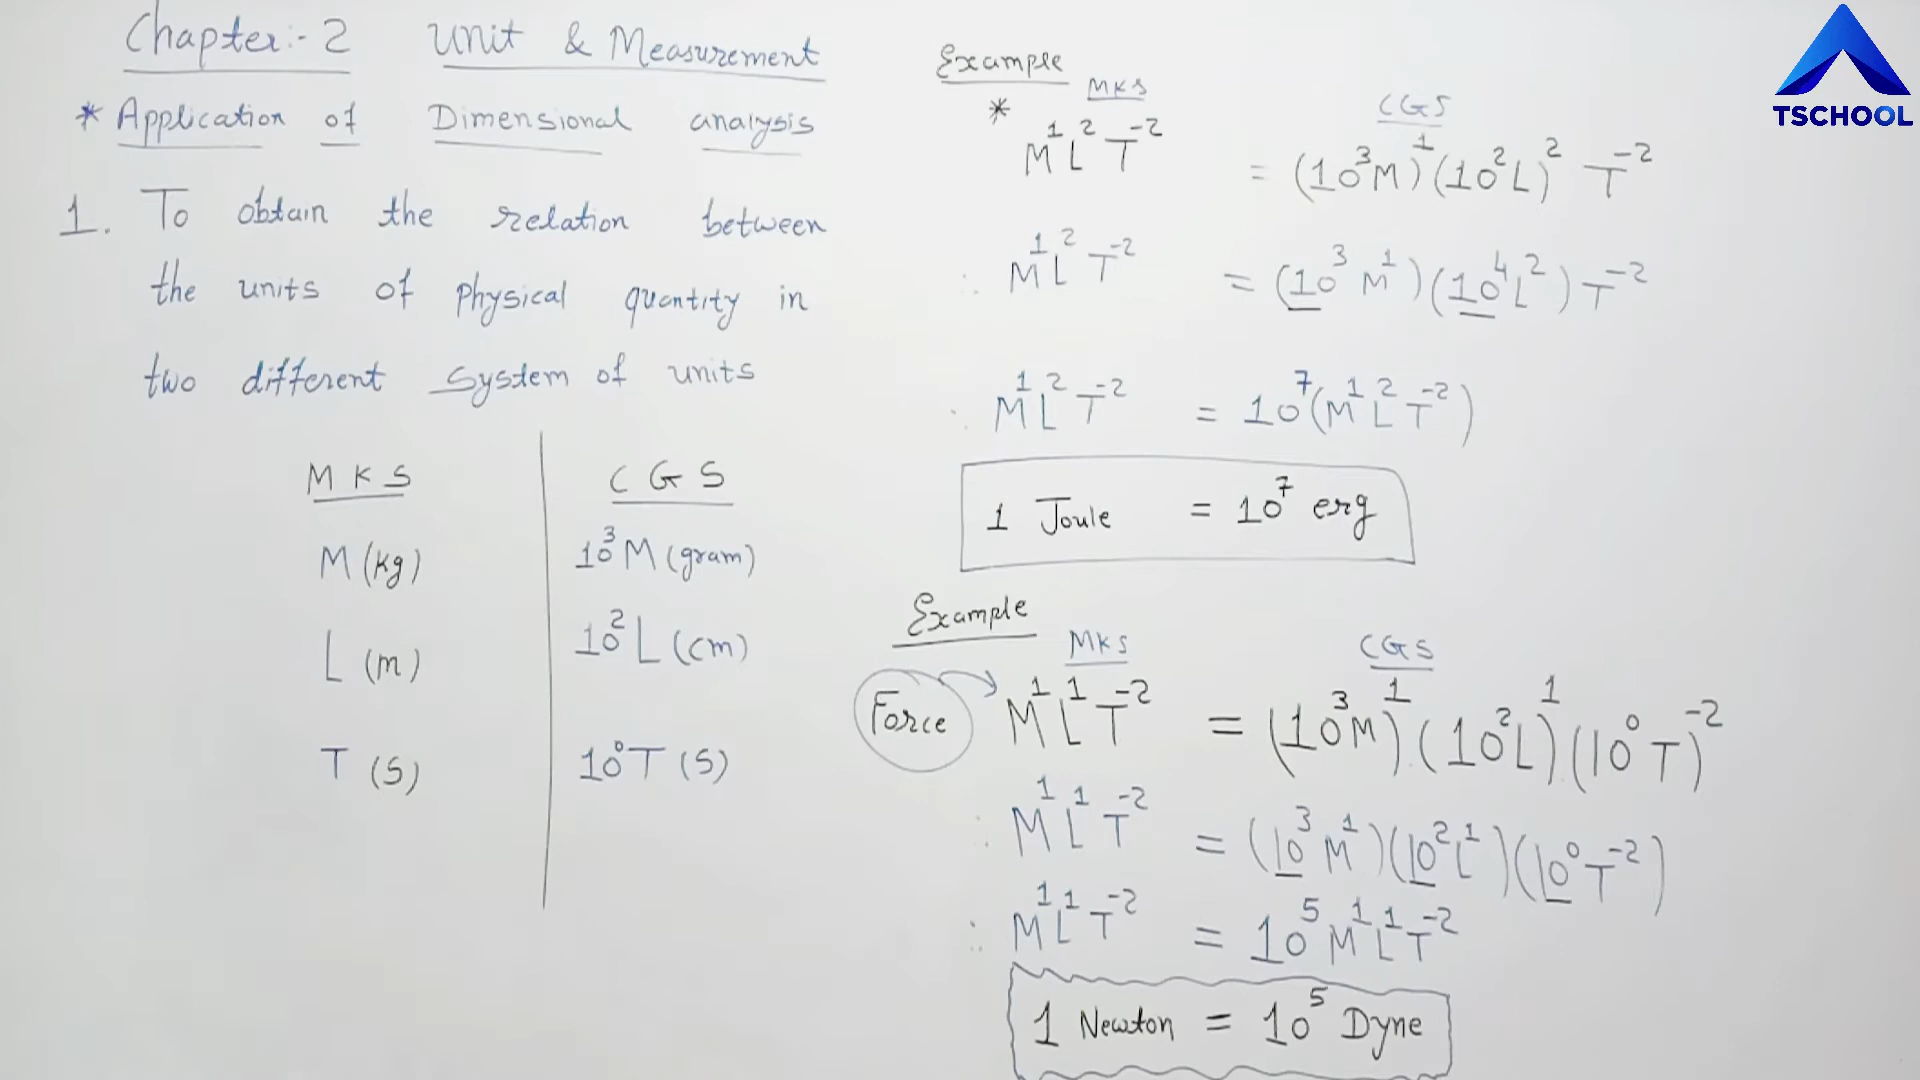 Chapter:- 2 Unit & Measurement
* Application of Dimensional analysis
1. To obtain the relation between
the units of physical quantity in
two different system of units
MKS CGS
M (kg) 10³M (gram)
L (m) 10²L (cm)
T (S) 10⁰T (S)
Example
MKS CGS
* M¹L²T⁻² = (10³M)¹(10²L)² T⁻²
∴ M¹L²T⁻² = (10³M¹)(10⁴L²)T⁻²
∴ M¹L²T⁻² = 10⁷(M¹L²T⁻²)
1 Joule = 10⁷ erg
Example
MKS CGS
Force M¹L¹T⁻² = (10³M)¹(10²L)¹(10⁰T)⁻²
∴ M¹L¹T⁻² = (10³M¹)(10²L¹)(10⁰T⁻²)
∴ M¹L¹T⁻² = 10⁵M¹L¹T⁻²
1 Newton = 10⁵ Dyne
TSCHOOL